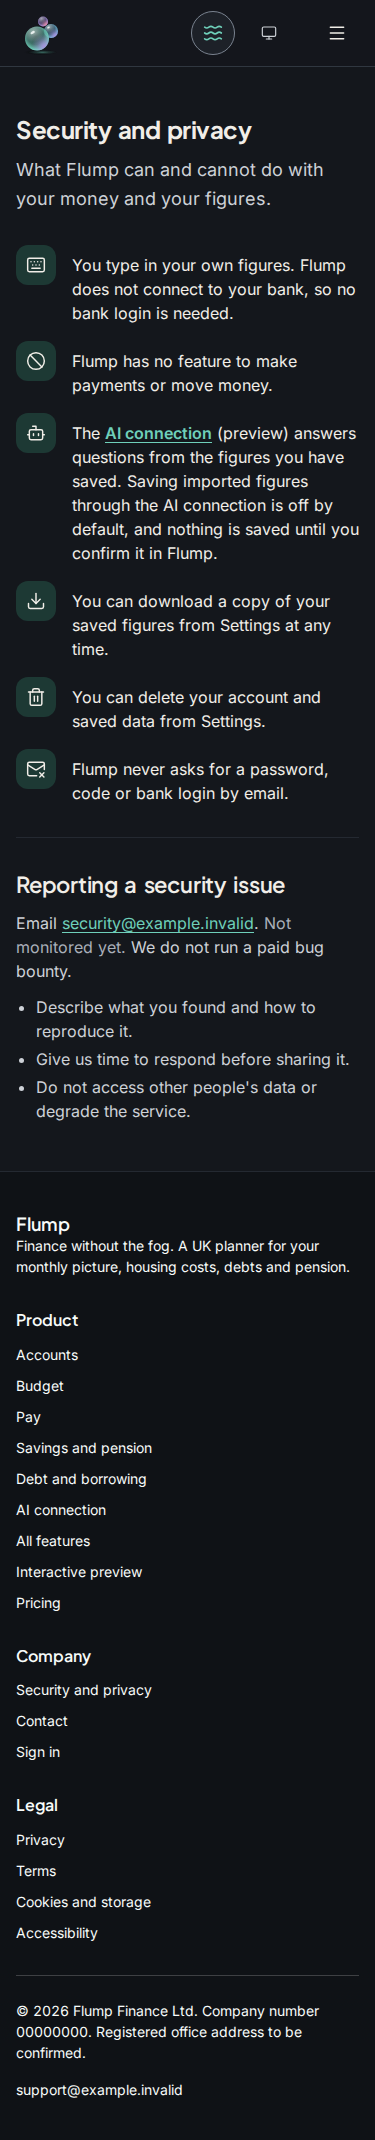 Security and privacy
What Flump can and cannot do with
your money and your figures.
You type in your own figures. Flump
does not connect to your bank, so no
bank login is needed.
Flump has no feature to make
payments or move money.
The AI connection (preview) answers
questions from the figures you have
saved. Saving imported figures
through the AI connection is off by
default, and nothing is saved until you
confirm it in Flump.
You can download a copy of your
saved figures from Settings at any
time.
You can delete your account and
saved data from Settings.
Flump never asks for a password,
code or bank login by email.
Reporting a security issue
Email security@example.invalid. Not
monitored yet. We do not run a paid bug
bounty.
• Describe what you found and how to
reproduce it.
• Give us time to respond before sharing it.
• Do not access other people's data or
degrade the service.
Flump
Finance without the fog. A UK planner for your
monthly picture, housing costs, debts and pension.
Product
Accounts
Budget
Pay
Savings and pension
Debt and borrowing
AI connection
All features
Interactive preview
Pricing
Company
Security and privacy
Contact
Sign in
Legal
Privacy
Terms
Cookies and storage
Accessibility
© 2026 Flump Finance Ltd. Company number
00000000. Registered office address to be
confirmed.
support@example.invalid